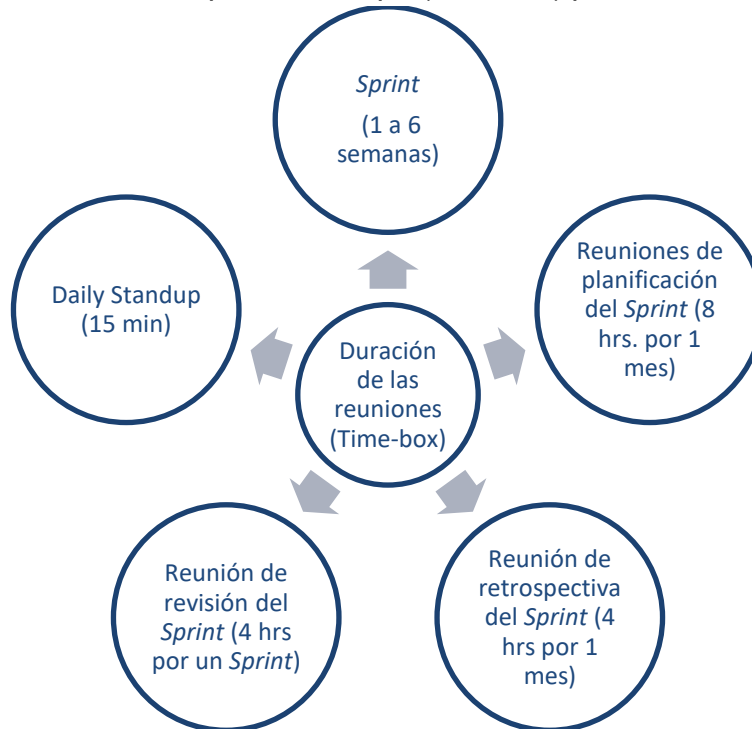 Sprint
(1 a 6
semanas)
Reuniones de
planificación
del Sprint (8
hrs. por 1
mes)
Daily Standup
(15 min)
Duración
de las
reuniones
(Time-box)
Reunión de
revisión del
Sprint (4 hrs
por un Sprint)
Reunión de
retrospectiva
del Sprint (4
hrs por 1
mes)